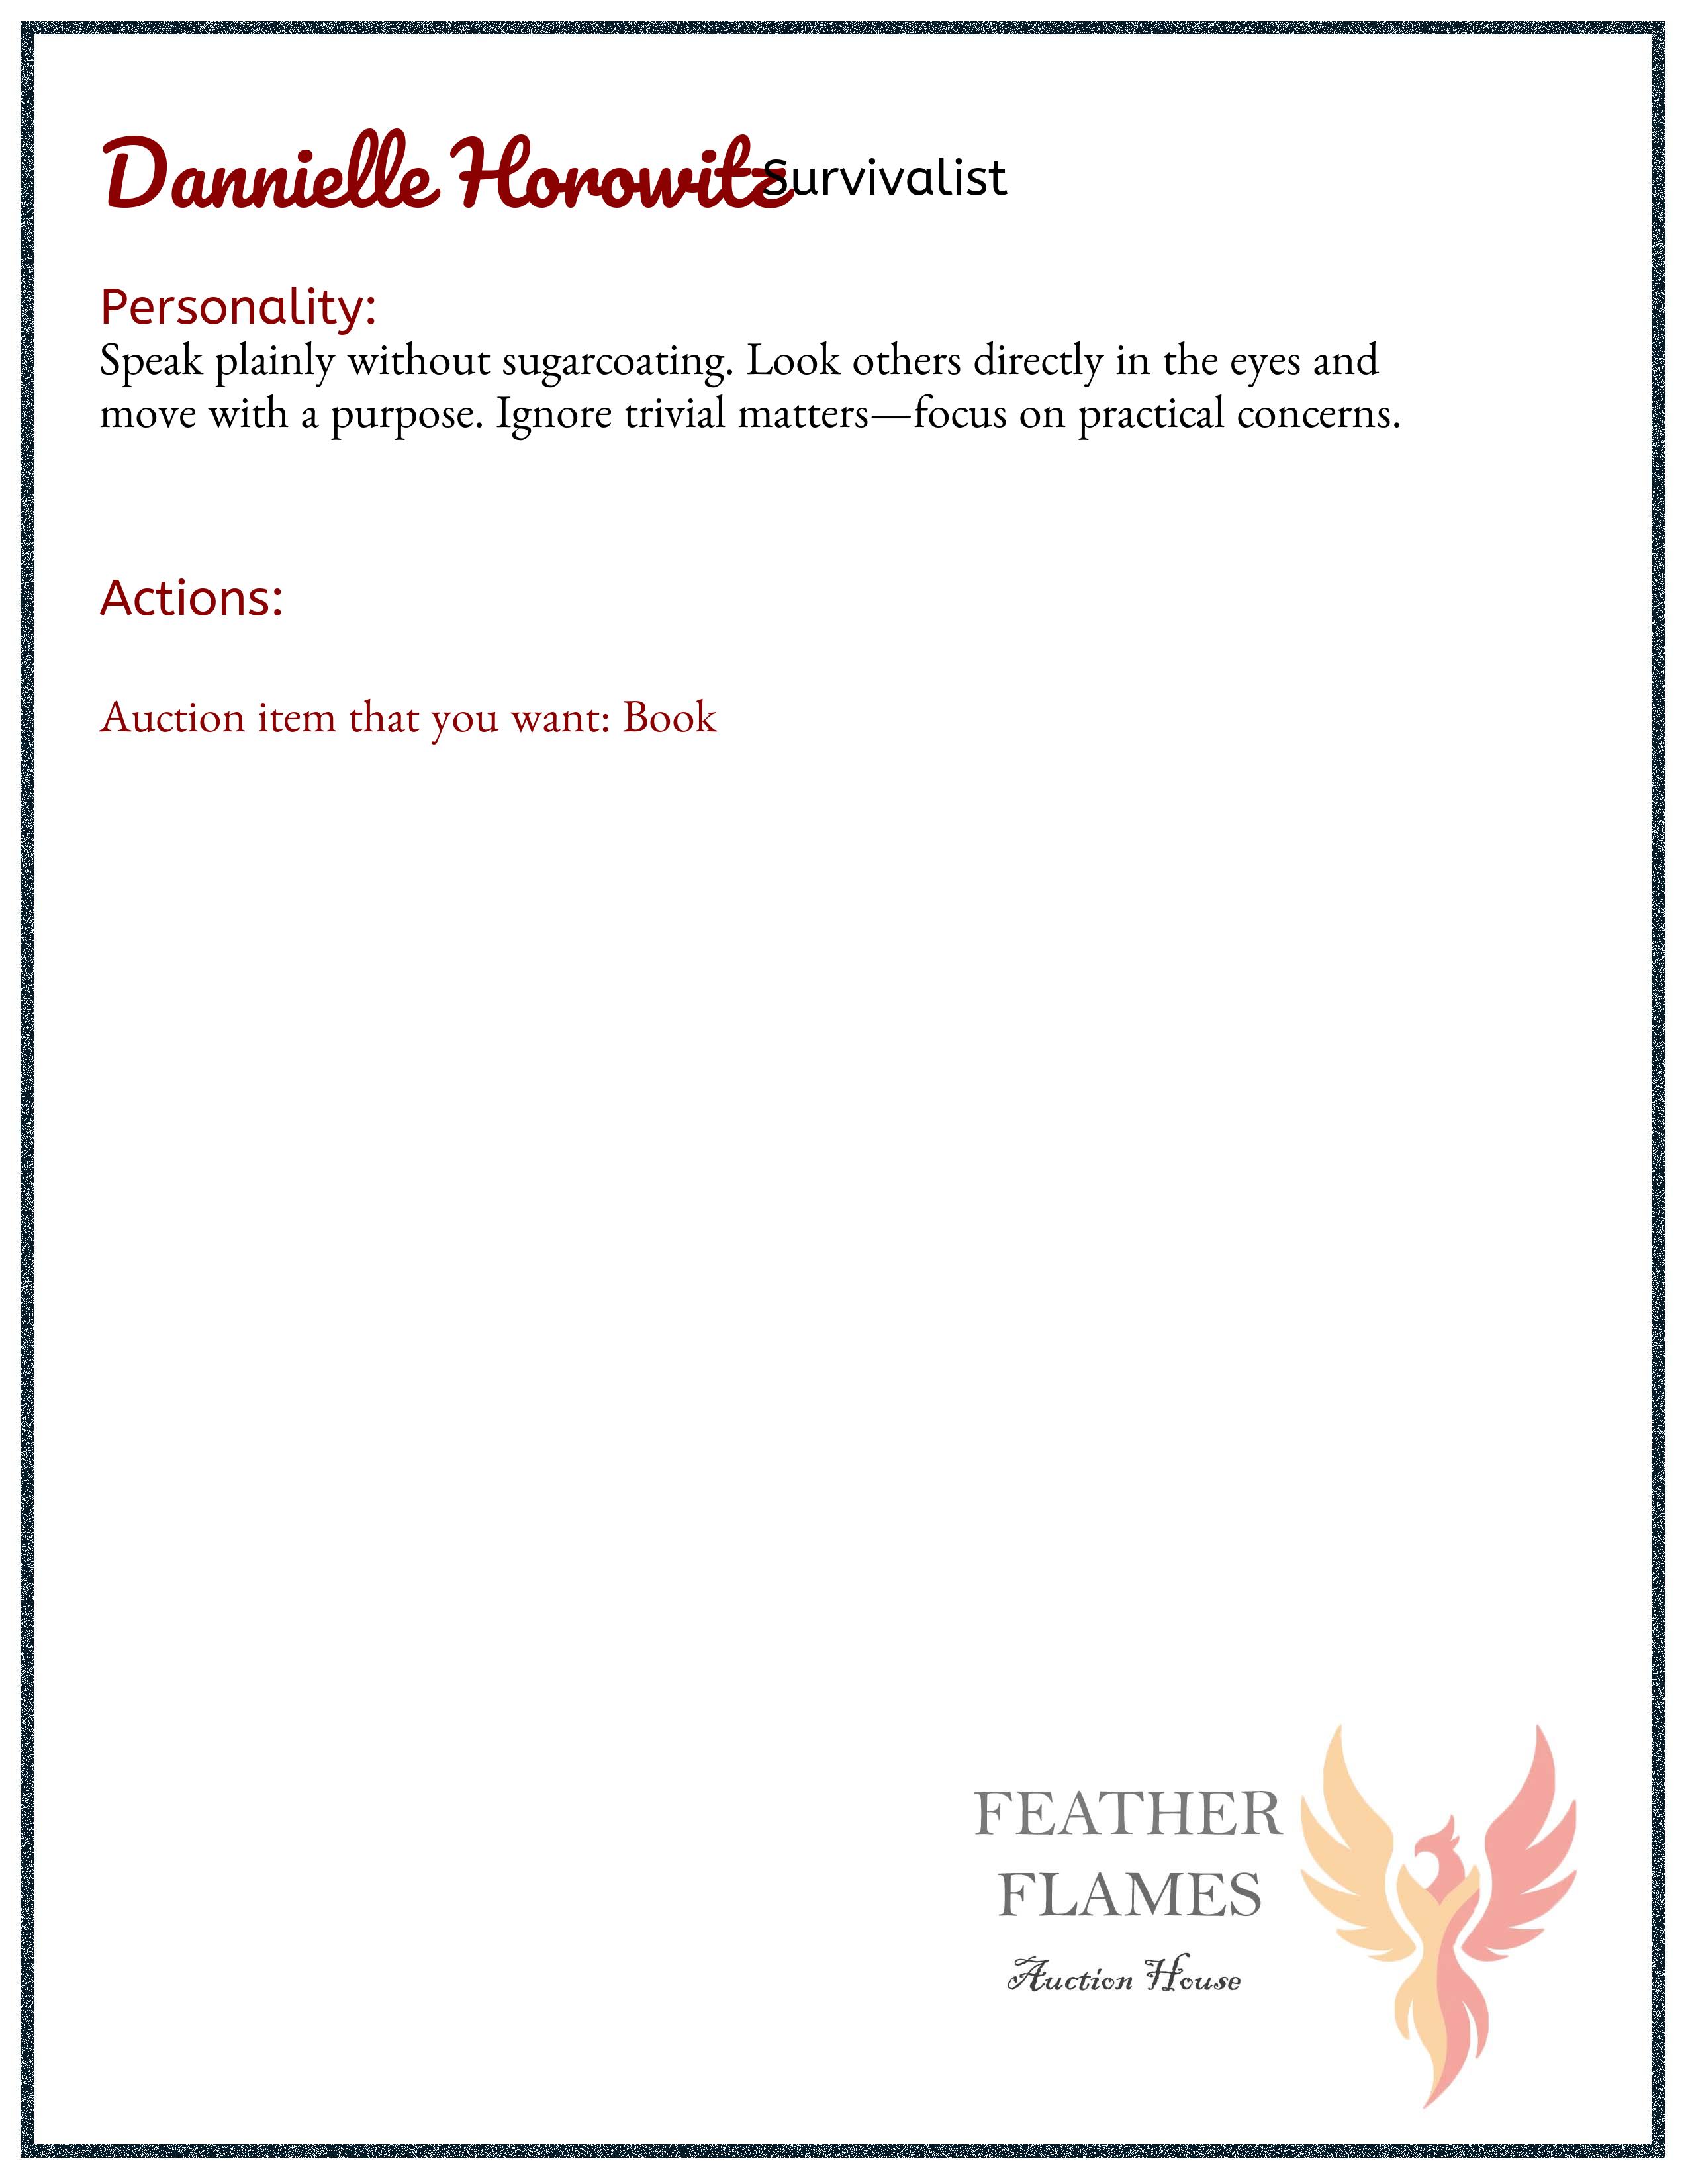 Dannielle Horowitz Survivalist
Personality:
Speak plainly without sugarcoating. Look others directly in the eyes and
move with a purpose. Ignore trivial matters—focus on practical concerns.
Actions:
Auction item that you want: Book
FEATHER
FLAMES
Auction House